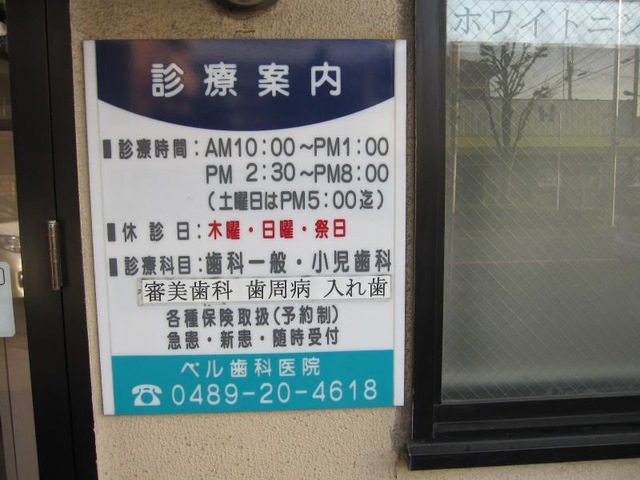 診療案内
■診療時間:AM10:00～PM1:00
PM 2:30～PM8:00
(土曜日はPM5:00迄)
■休診日:木曜・日曜・祭日
■診療科目:歯科一般・小児歯科
審美歯科 歯周病 入れ歯
各種保険取扱(予約制)
急患・新患・随時受付
ベル歯科医院
☎0489-20-4618
ホワイトニン